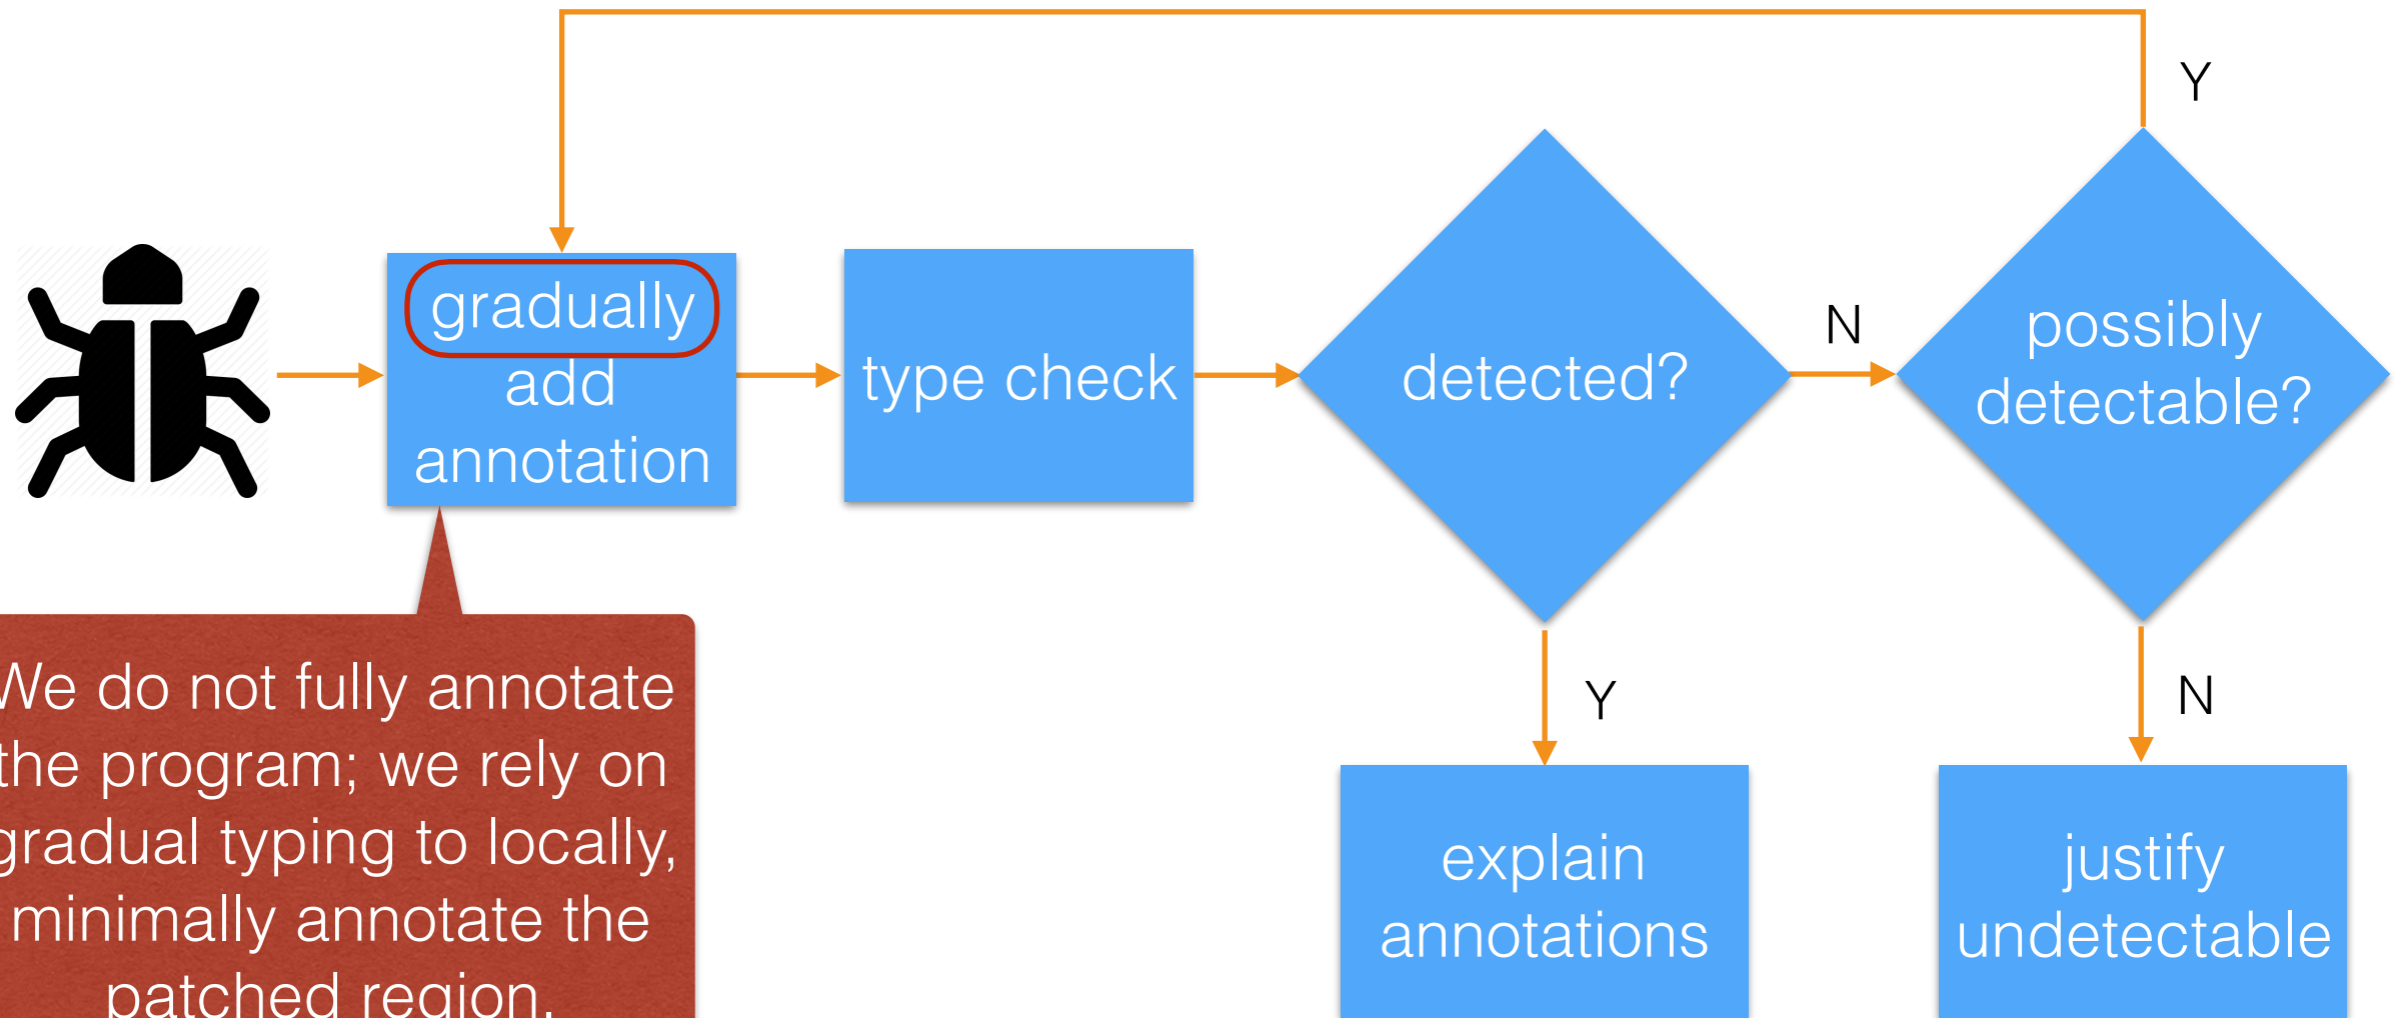 Y
gradually
add
annotation
type check
detected?
N
possibly
detectable?
We do not fully annotate
the program; we rely on
gradual typing to locally,
minimally annotate the
patched region.
Y
N
explain
annotations
justify
undetectable